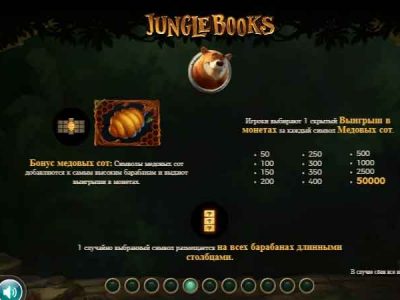 JUNGLE BOOKS
Игроки выбирают 1 скрытый Выигрыш в
монетах за каждый символ Медовых сот.
Бонус медовых сот: Символы медовых сот
добавляются к самым высоким барабанам и выдают
выигрыши в монетах.
• 50 • 250 • 500
• 100 • 300 • 1000
• 150 • 350 • 2500
• 200 • 400 • 50000
1 случайно выбранный символ размещается на всех барабанах длинными
столбцами.
В случае сбоя все